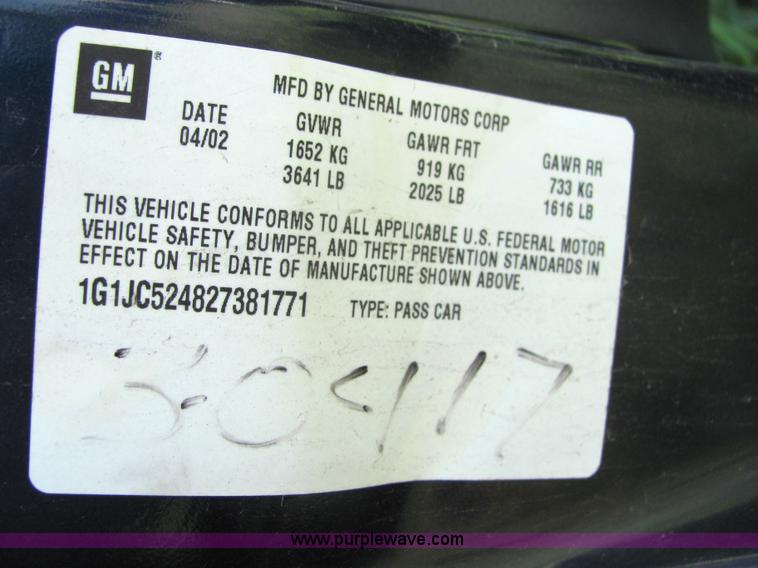 GM ®
MFD BY GENERAL MOTORS CORP
DATE GVWR GAWR FRT GAWR RR
04/02 1652 KG 919 KG 733 KG
3641 LB 2025 LB 1616 LB
THIS VEHICLE CONFORMS TO ALL APPLICABLE U.S. FEDERAL MOTOR
VEHICLE SAFETY, BUMPER, AND THEFT PREVENTION STANDARDS IN
EFFECT ON THE DATE OF MANUFACTURE SHOWN ABOVE.
1G1JC524827381771 TYPE: PASS CAR
www.purplewave.com